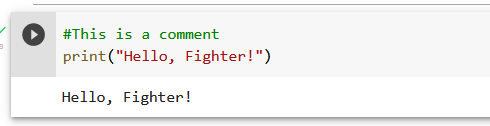 #This is a comment
print("Hello, Fighter!")
Hello, Fighter!